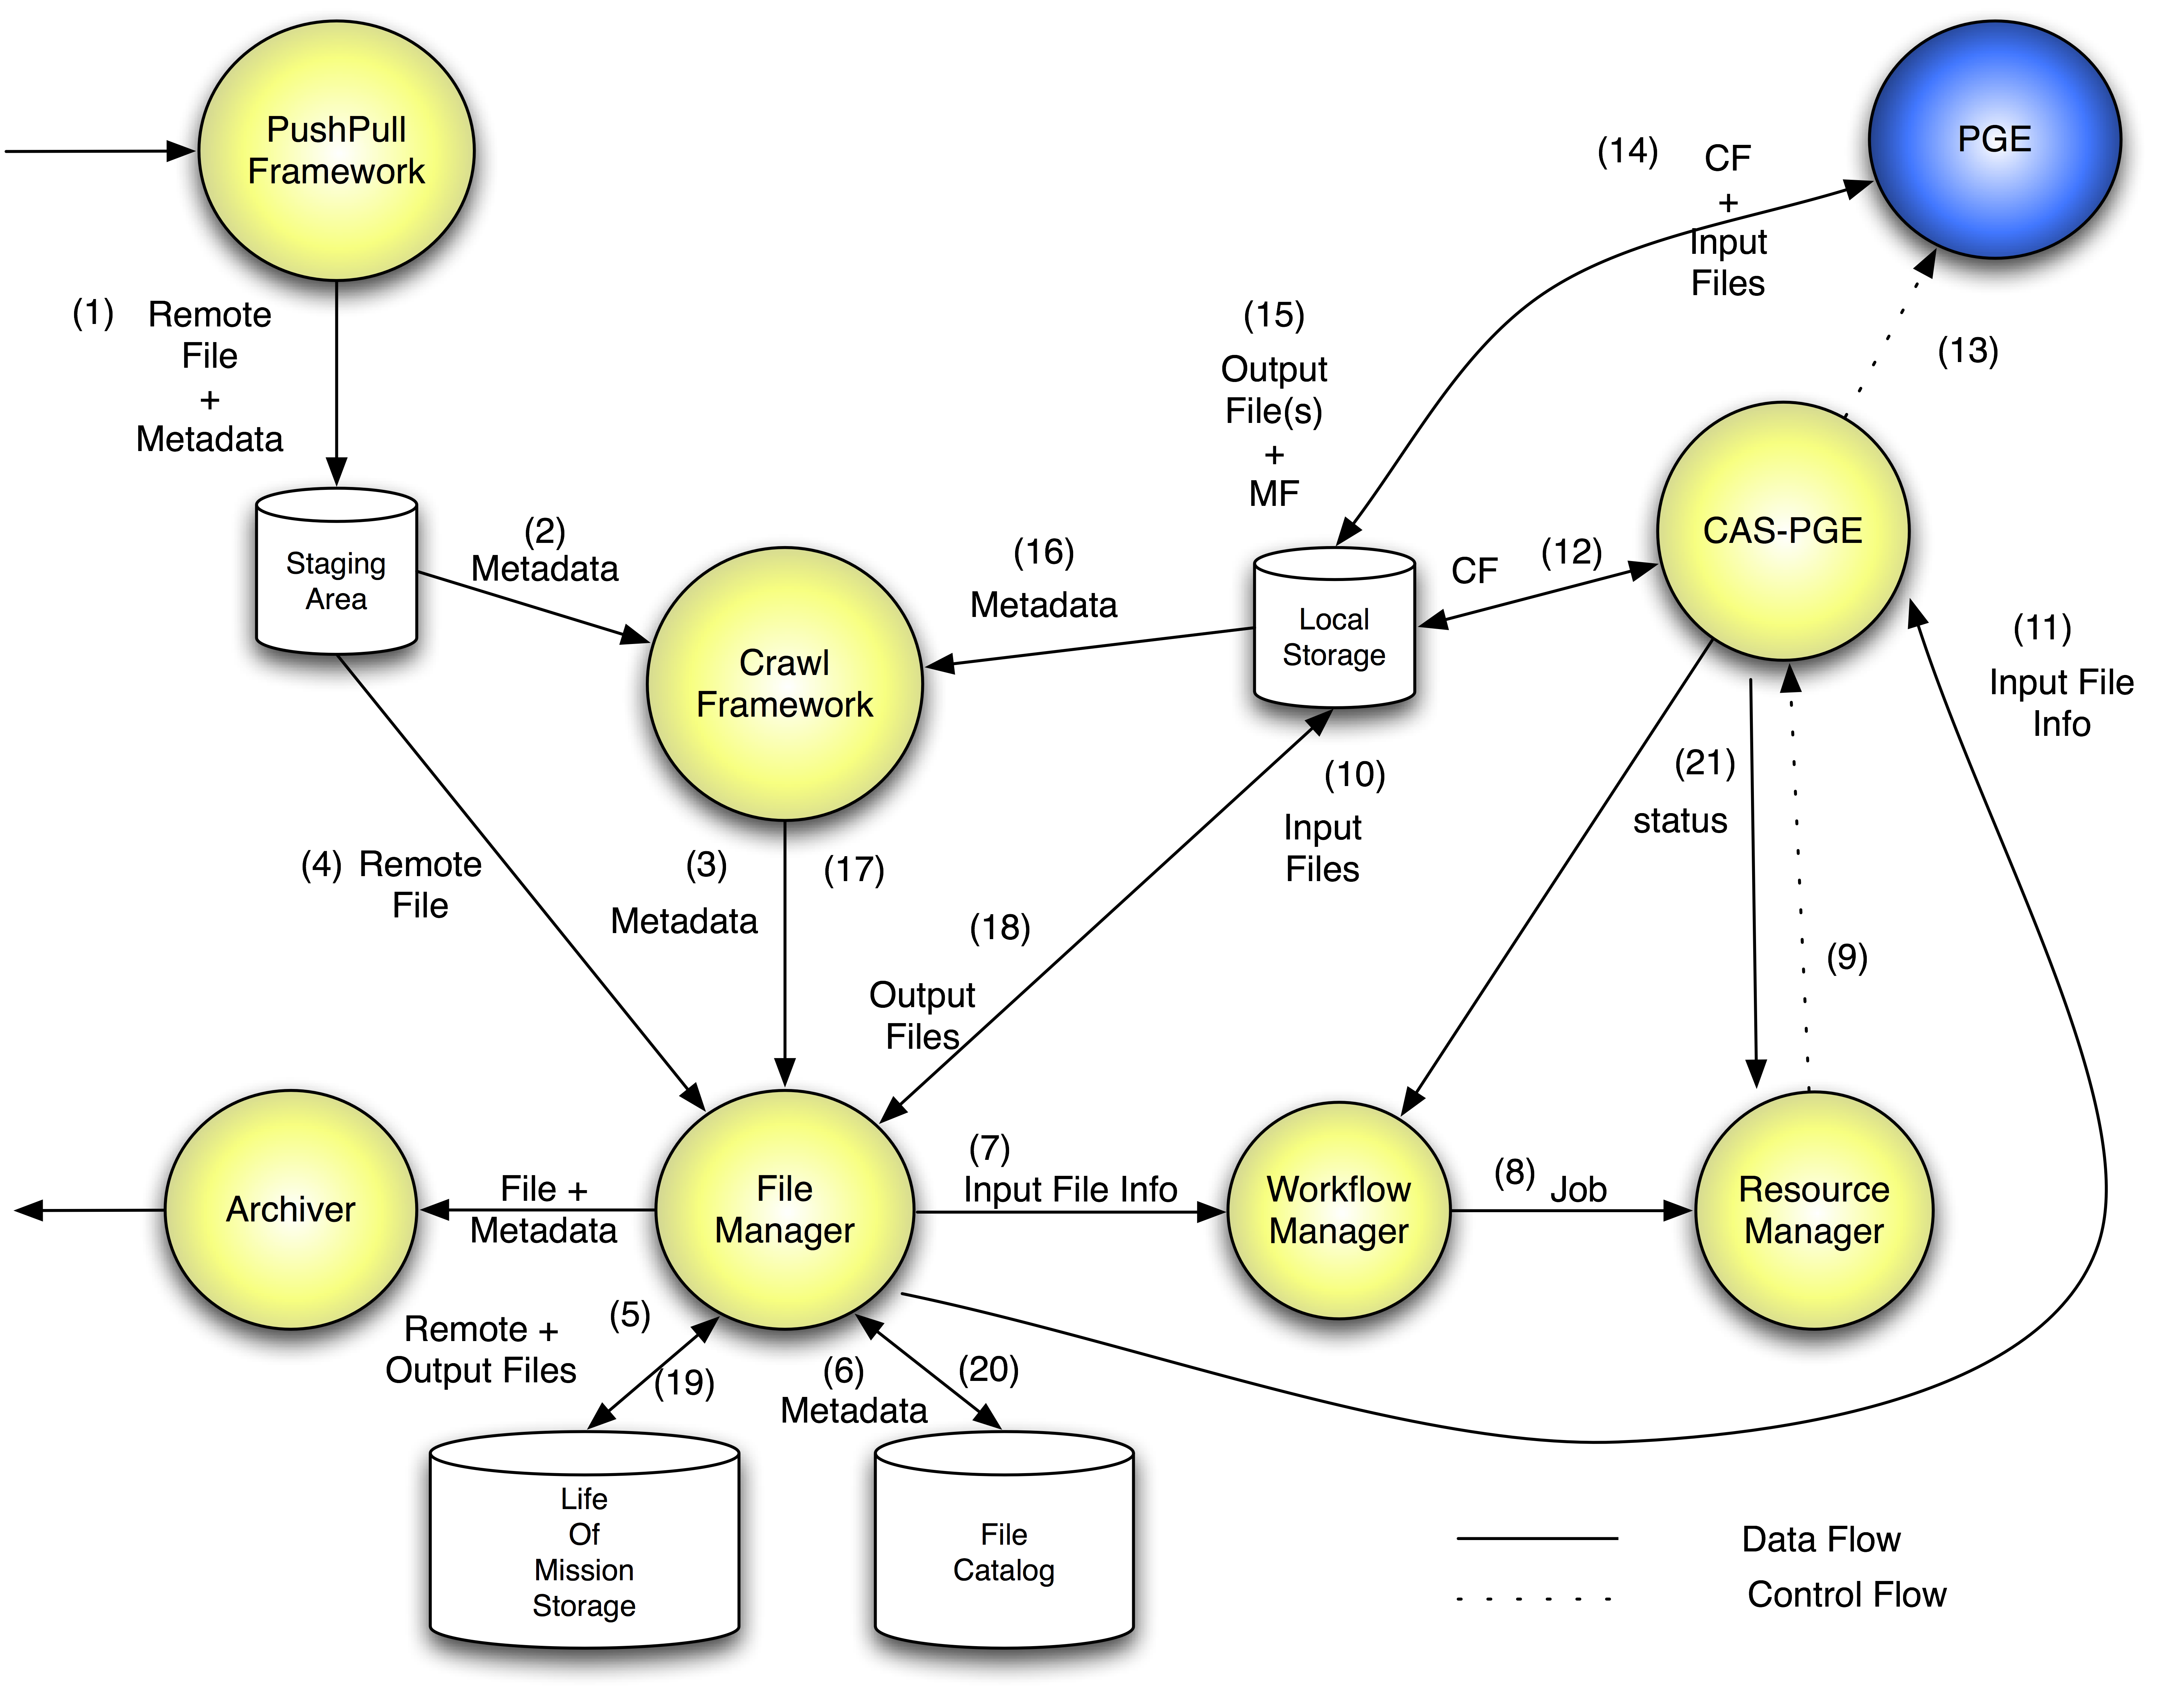 PushPull
Framework
PGE
(14)
CF
+
Input
Files
(1)
Remote
File
+
Metadata
(15)
Output
File(s)
+
MF
(13)
Staging
Area
(2)
Metadata
(16)
Metadata
Local
Storage
CF
(12)
CAS-PGE
Crawl
Framework
(11)
Input File
Info
(10)
Input
Files
(21)
status
(4)
Remote
File
(3)
Metadata
(17)
(18)
Output
Files
(9)
Archiver
File +
Metadata
File
Manager
(7)
Input File Info
Workflow
Manager
(8)
Job
Resource
Manager
Remote +
Output Files
(5)
(19)
(6)
Metadata
(20)
Life
Of
Mission
Storage
File
Catalog
Data Flow
Control Flow